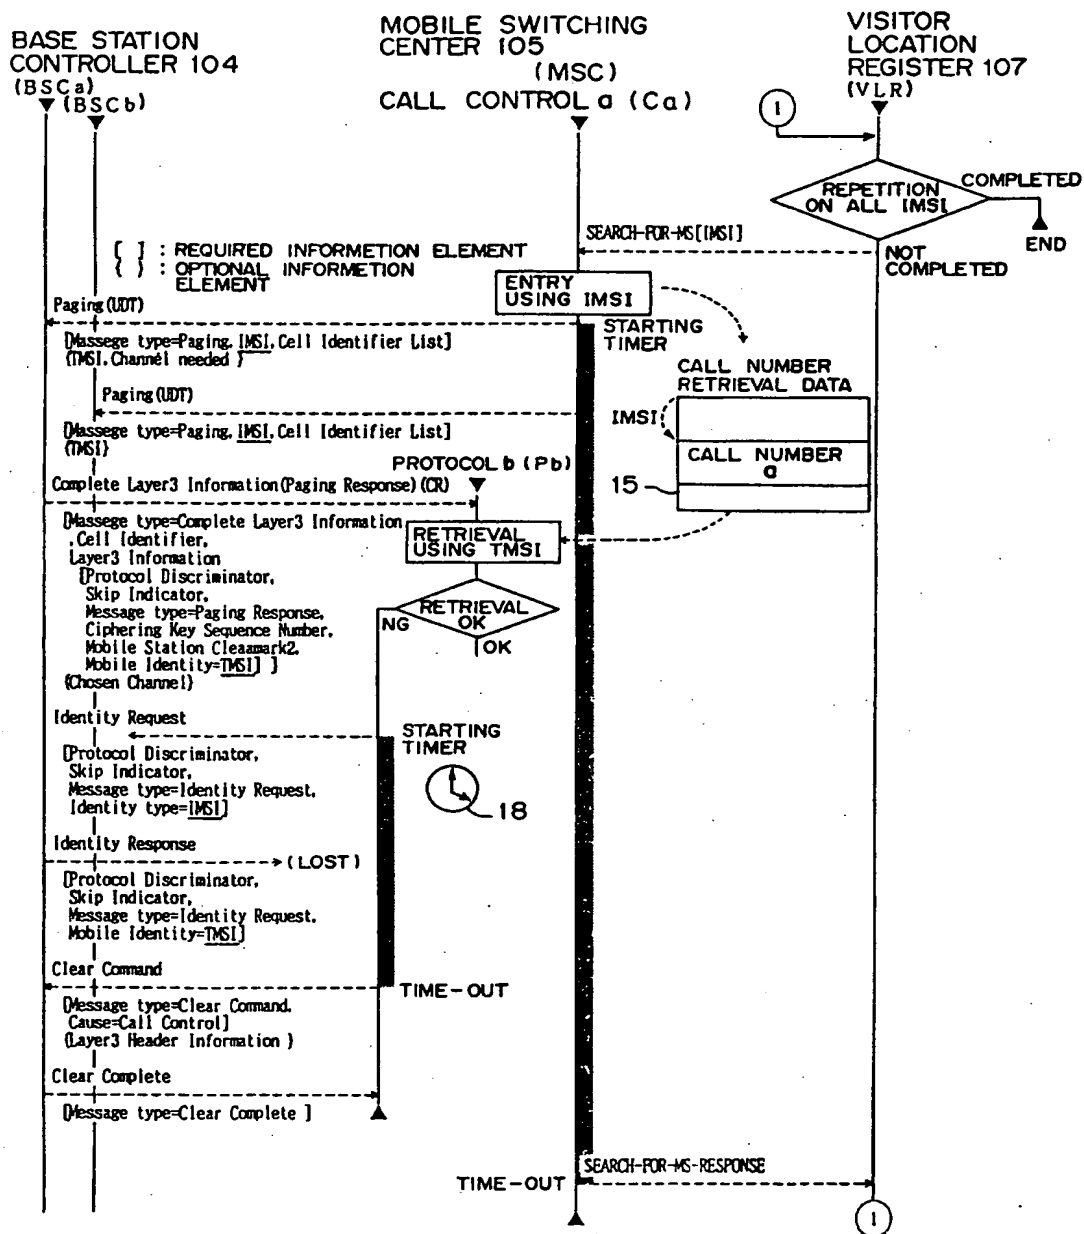 BASE STATION
CONTROLLER 104
(BSCa)
(BSCb)
MOBILE SWITCHING
CENTER 105
(MSC)
CALL CONTROL a (Ca)
VISITOR
LOCATION
REGISTER 107
(VLR)
1
REPETITION
ON ALL IMSI
COMPLETED
END
NOT
COMPLETED
SEARCH-FOR-MS[IMSI]
[ ] : REQUIRED INFORMETION ELEMENT
{ } : OPTIONAL INFORMETION
ELEMENT
ENTRY
USING IMSI
Paging(UDT)
STARTING
TIMER
[Massege type=Paging. IMSI. Cell Identifier List]
{TMSI. Channel needed }
CALL NUMBER
RETRIEVAL DATA
Paging(UDT)
IMSI
[Massege type=Paging. IMSI. Cell Identifier List]
{TMSI}
CALL NUMBER
a
PROTOCOL b (Pb)
15
Complete Layer3 Information(Paging Response)(CR)
[Massege type=Complete Layer3 Information
.Cell Identifier.
Layer3 Information
[Protocol Discriminator.
Skip Indicator.
Message type=Paging Response.
Ciphering Key Sequence Number.
Mobile Station Cleaamark2.
Mobile Identity=TMSI] ]
{Chosen Channel}
RETRIEVAL
USING TMSI
RETRIEVAL
OK
NG
OK
Identity Request
STARTING
TIMER
[Protocol Discriminator.
Skip Indicator.
Message type=Identity Request.
Identity type=IMSI]
18
Identity Response
(LOST)
[Protocol Discriminator.
Skip Indicator.
Message type=Identity Request.
Mobile Identity=TMSI]
Clear Command
TIME-OUT
[Message type=Clear Command.
Cause=Call Control]
{Layer3 Header Information }
Clear Complete
[Message type=Clear Complete ]
SEARCH-FOR-MS-RESPONSE
TIME-OUT
1